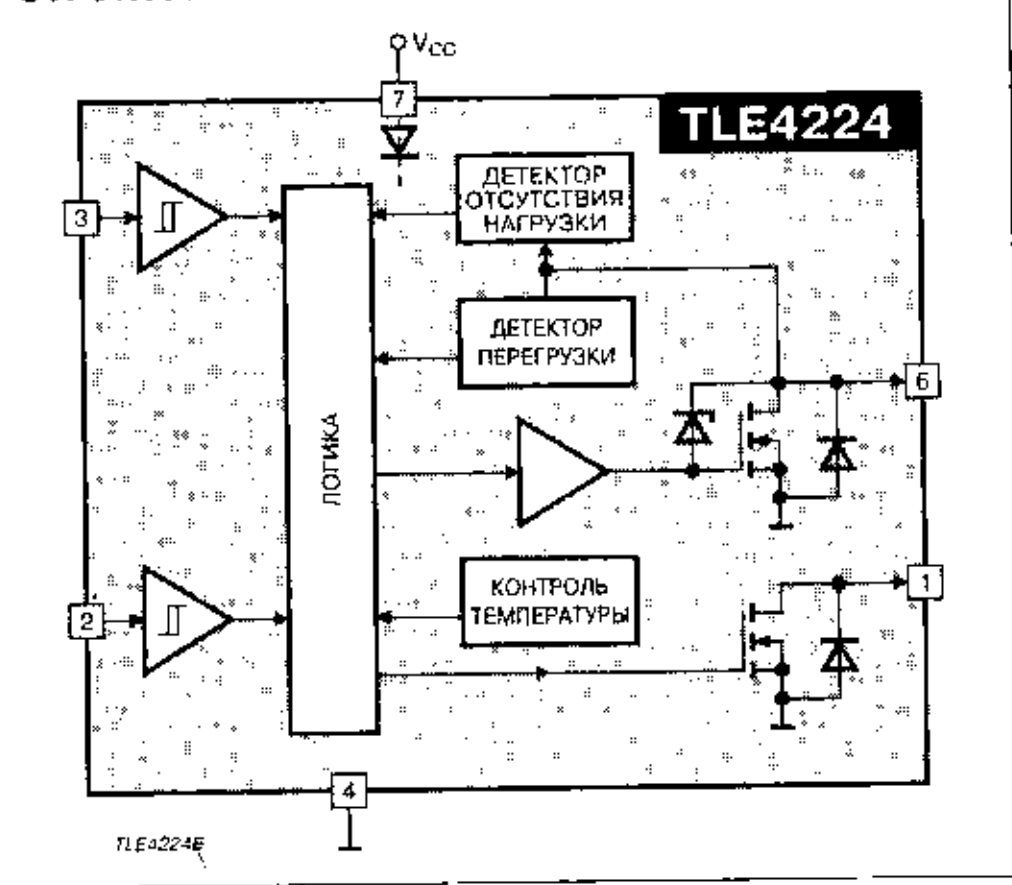 VCC
7
TLE4224
3
ДЕТЕКТОР
ОТСУТСТВИЯ
НАГРУЗКИ
ДЕТЕКТОР
ПЕРЕГРУЗКИ
6
ЛОГИКА
КОНТРОЛЬ
ТЕМПЕРАТУРЫ
1
2
4
TLE4224E